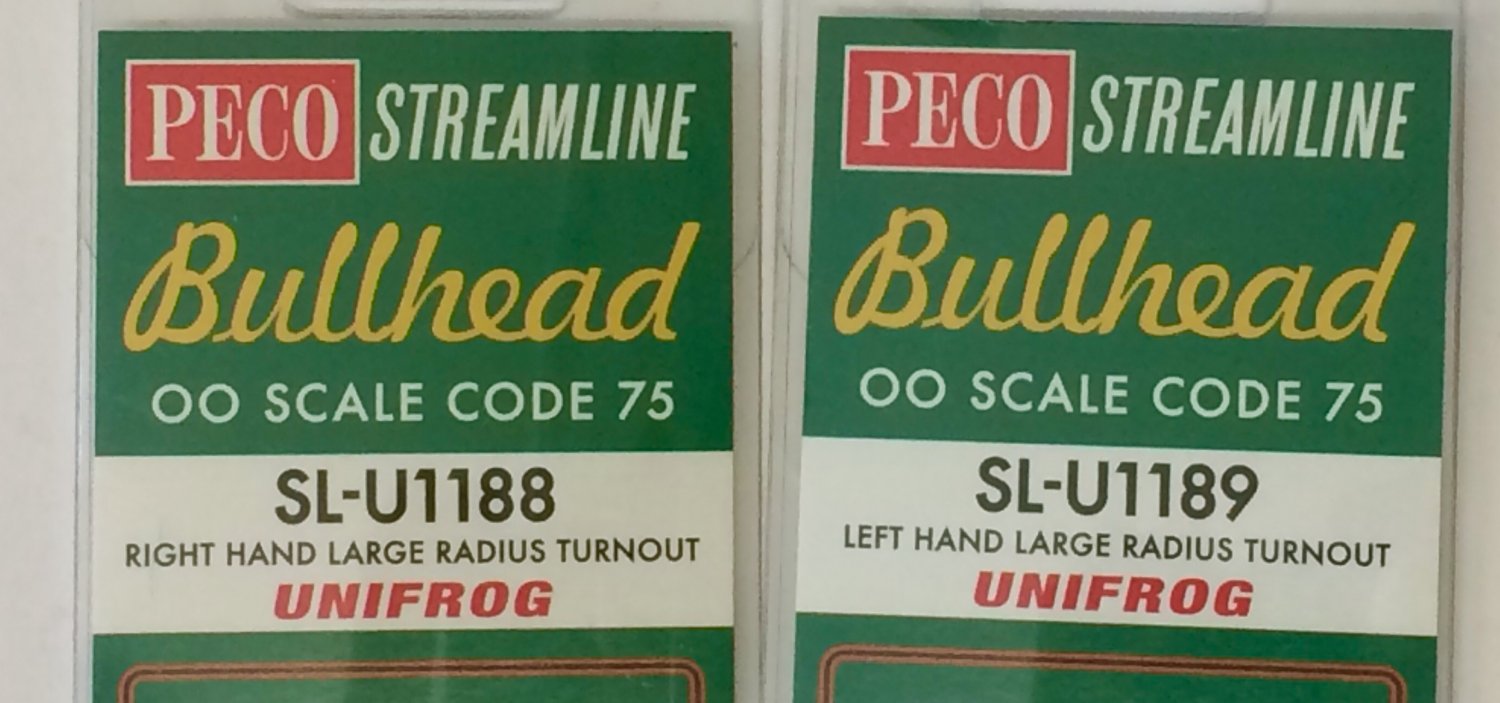 PECO STREAMLINE
Bullhead
OO SCALE CODE 75
SL-U1188
RIGHT HAND LARGE RADIUS TURNOUT
UNIFROG
PECO STREAMLINE
Bullhead
OO SCALE CODE 75
SL-U1189
LEFT HAND LARGE RADIUS TURNOUT
UNIFROG